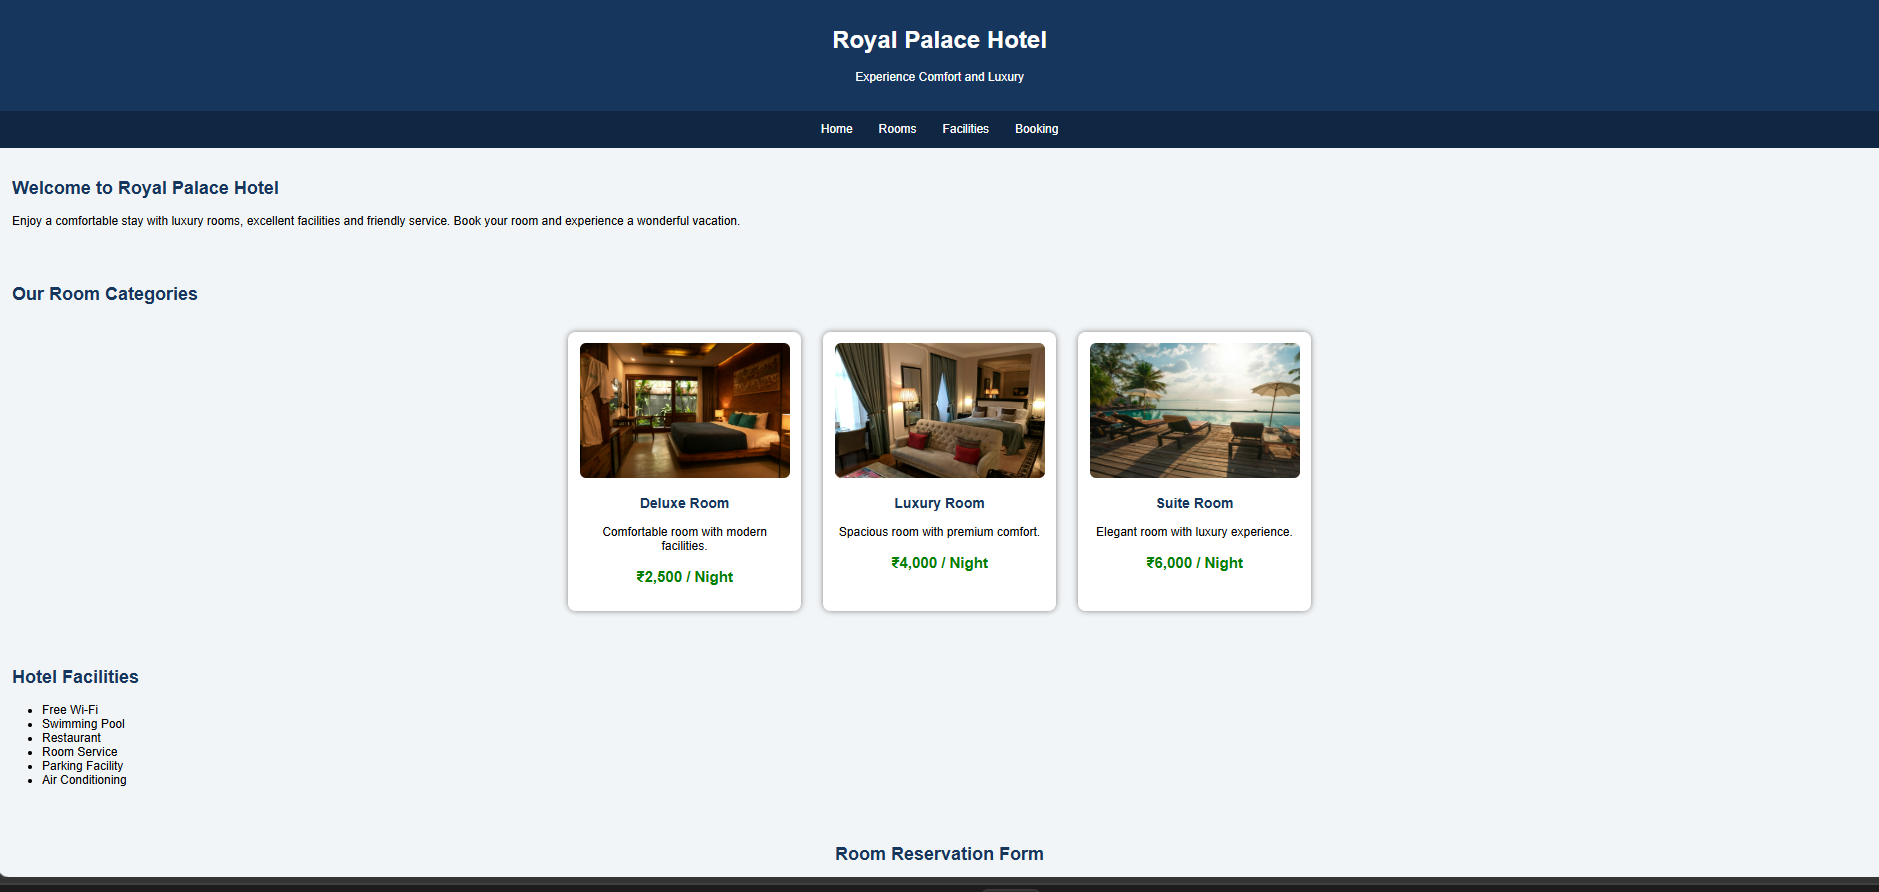 Royal Palace Hotel
Experience Comfort and Luxury
Home Rooms Facilities Booking
Welcome to Royal Palace Hotel
Enjoy a comfortable stay with luxury rooms, excellent facilities and friendly service. Book your room and experience a wonderful vacation.
Our Room Categories
Deluxe Room
Comfortable room with modern
facilities.
₹2,500 / Night
Luxury Room
Spacious room with premium comfort.
₹4,000 / Night
Suite Room
Elegant room with luxury experience.
₹6,000 / Night
Hotel Facilities
Free Wi-Fi
Swimming Pool
Restaurant
Room Service
Parking Facility
Air Conditioning
Room Reservation Form